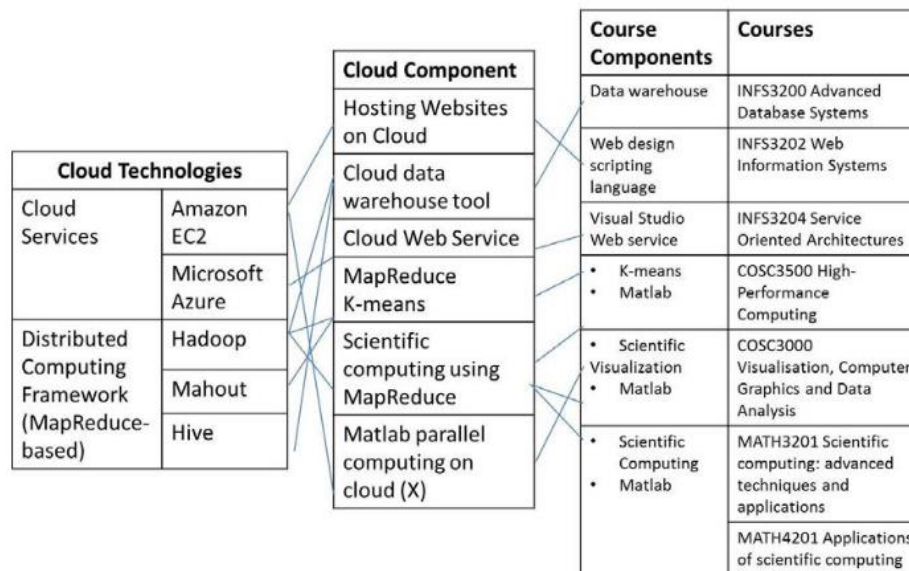 Cloud Technologies
Cloud
Services
Amazon
EC2
Microsoft
Azure
Distributed
Computing
Framework
(MapReduce-
based)
Hadoop
Mahout
Hive
Cloud Component
Hosting Websites
on Cloud
Cloud data
warehouse tool
Cloud Web Service
MapReduce
K-means
Scientific
computing using
MapReduce
Matlab parallel
computing on
cloud (X)
Course
Components
Courses
Data warehouse
INFS3200 Advanced
Database Systems
Web design
scripting
language
INFS3202 Web
Information Systems
Visual Studio
Web service
INFS3204 Service
Oriented Architectures
• K-means
• Matlab
COSC3500 High-
Performance
Computing
• Scientific
Visualization
• Matlab
COSC3000
Visualisation, Computer
Graphics and Data
Analysis
• Scientific
Computing
• Matlab
MATH3201 Scientific
computing: advanced
techniques and
applications
MATH4201 Applications
of scientific computing